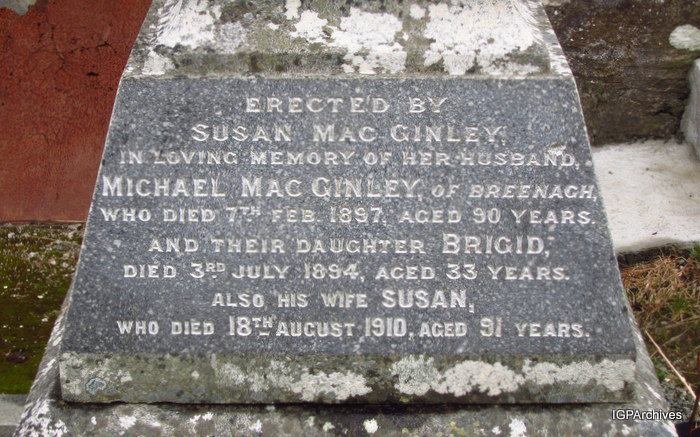 ERECTED BY
SUSAN MAC GINLEY,
IN LOVING MEMORY OF HER HUSBAND,
MICHAEL MAC GINLEY, OF BREENAGH,
WHO DIED 7TH FEB. 1897. AGED 90 YEARS.
AND THEIR DAUGHTER BRIGID,
DIED 3RD JULY 1894, AGED 33 YEARS.
ALSO HIS WIFE SUSAN,
WHO DIED 18TH AUGUST 1910, AGED 91 YEARS.
IGPArchives